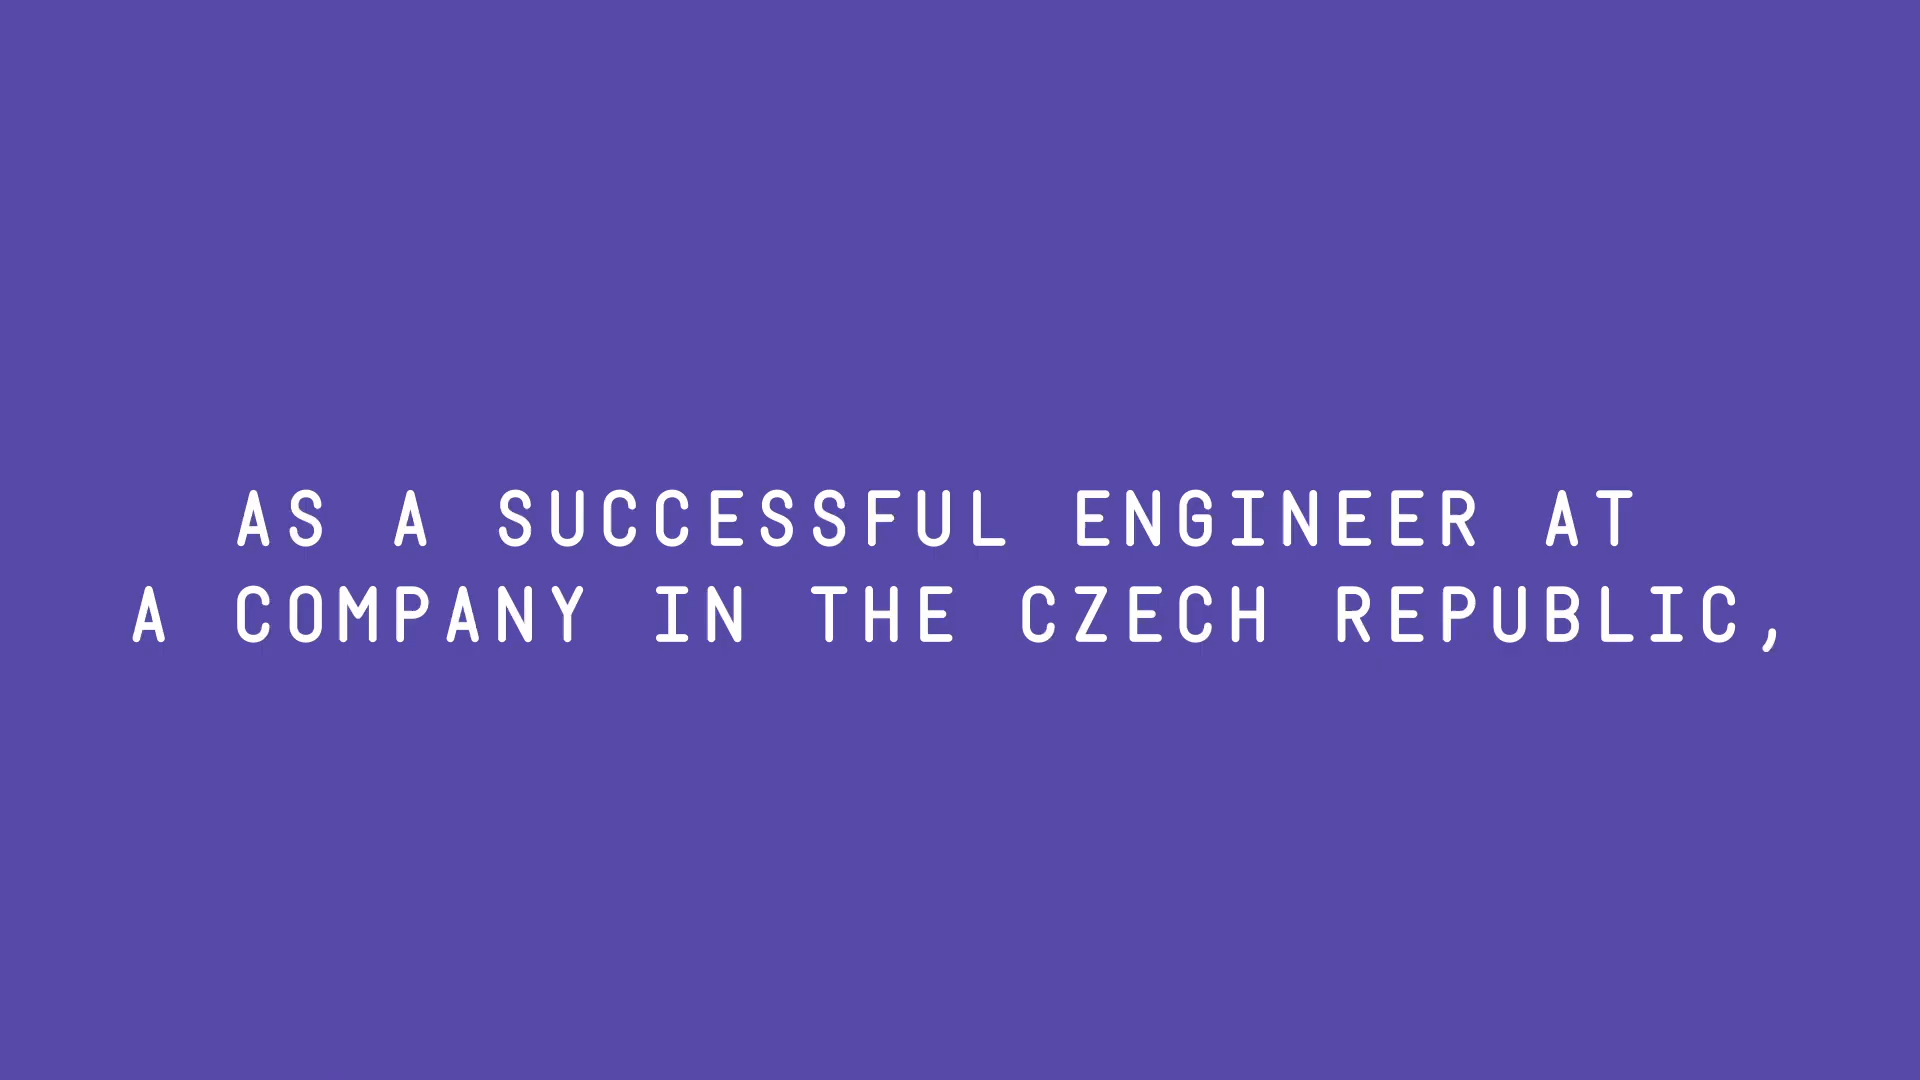 AS A SUCCESSFUL ENGINEER AT
A COMPANY IN THE CZECH REPUBLIC,